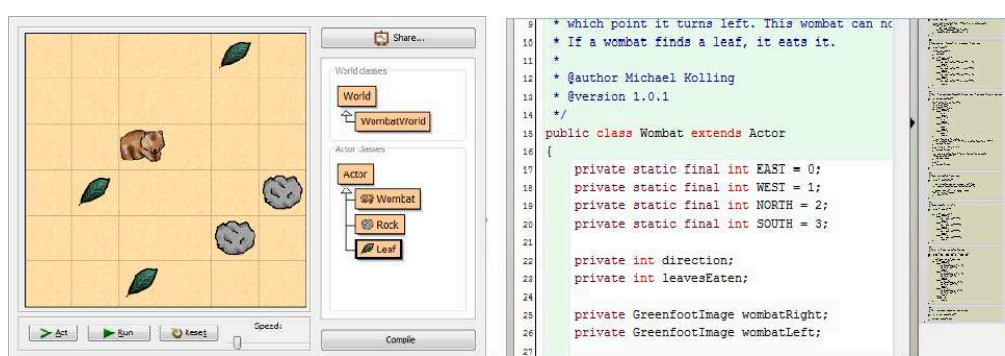 Share...
World classes
World
WombatWorld
Actor classes
Actor
Wombat
Rock
Leaf
Act
Run
Reset
Speed:
Compile
9 * which point it turns left. This wombat can no
10 * If a wombat finds a leaf, it eats it.
11 *
12 * @author Michael Kolling
13 * @version 1.0.1
14 */
15 public class Wombat extends Actor
16 {
17 private static final int EAST = 0;
18 private static final int WEST = 1;
19 private static final int NORTH = 2;
20 private static final int SOUTH = 3;
21
22 private int direction;
23 private int leavesEaten;
24
25 private GreenfootImage wombatRight;
26 private GreenfootImage wombatLeft;
27